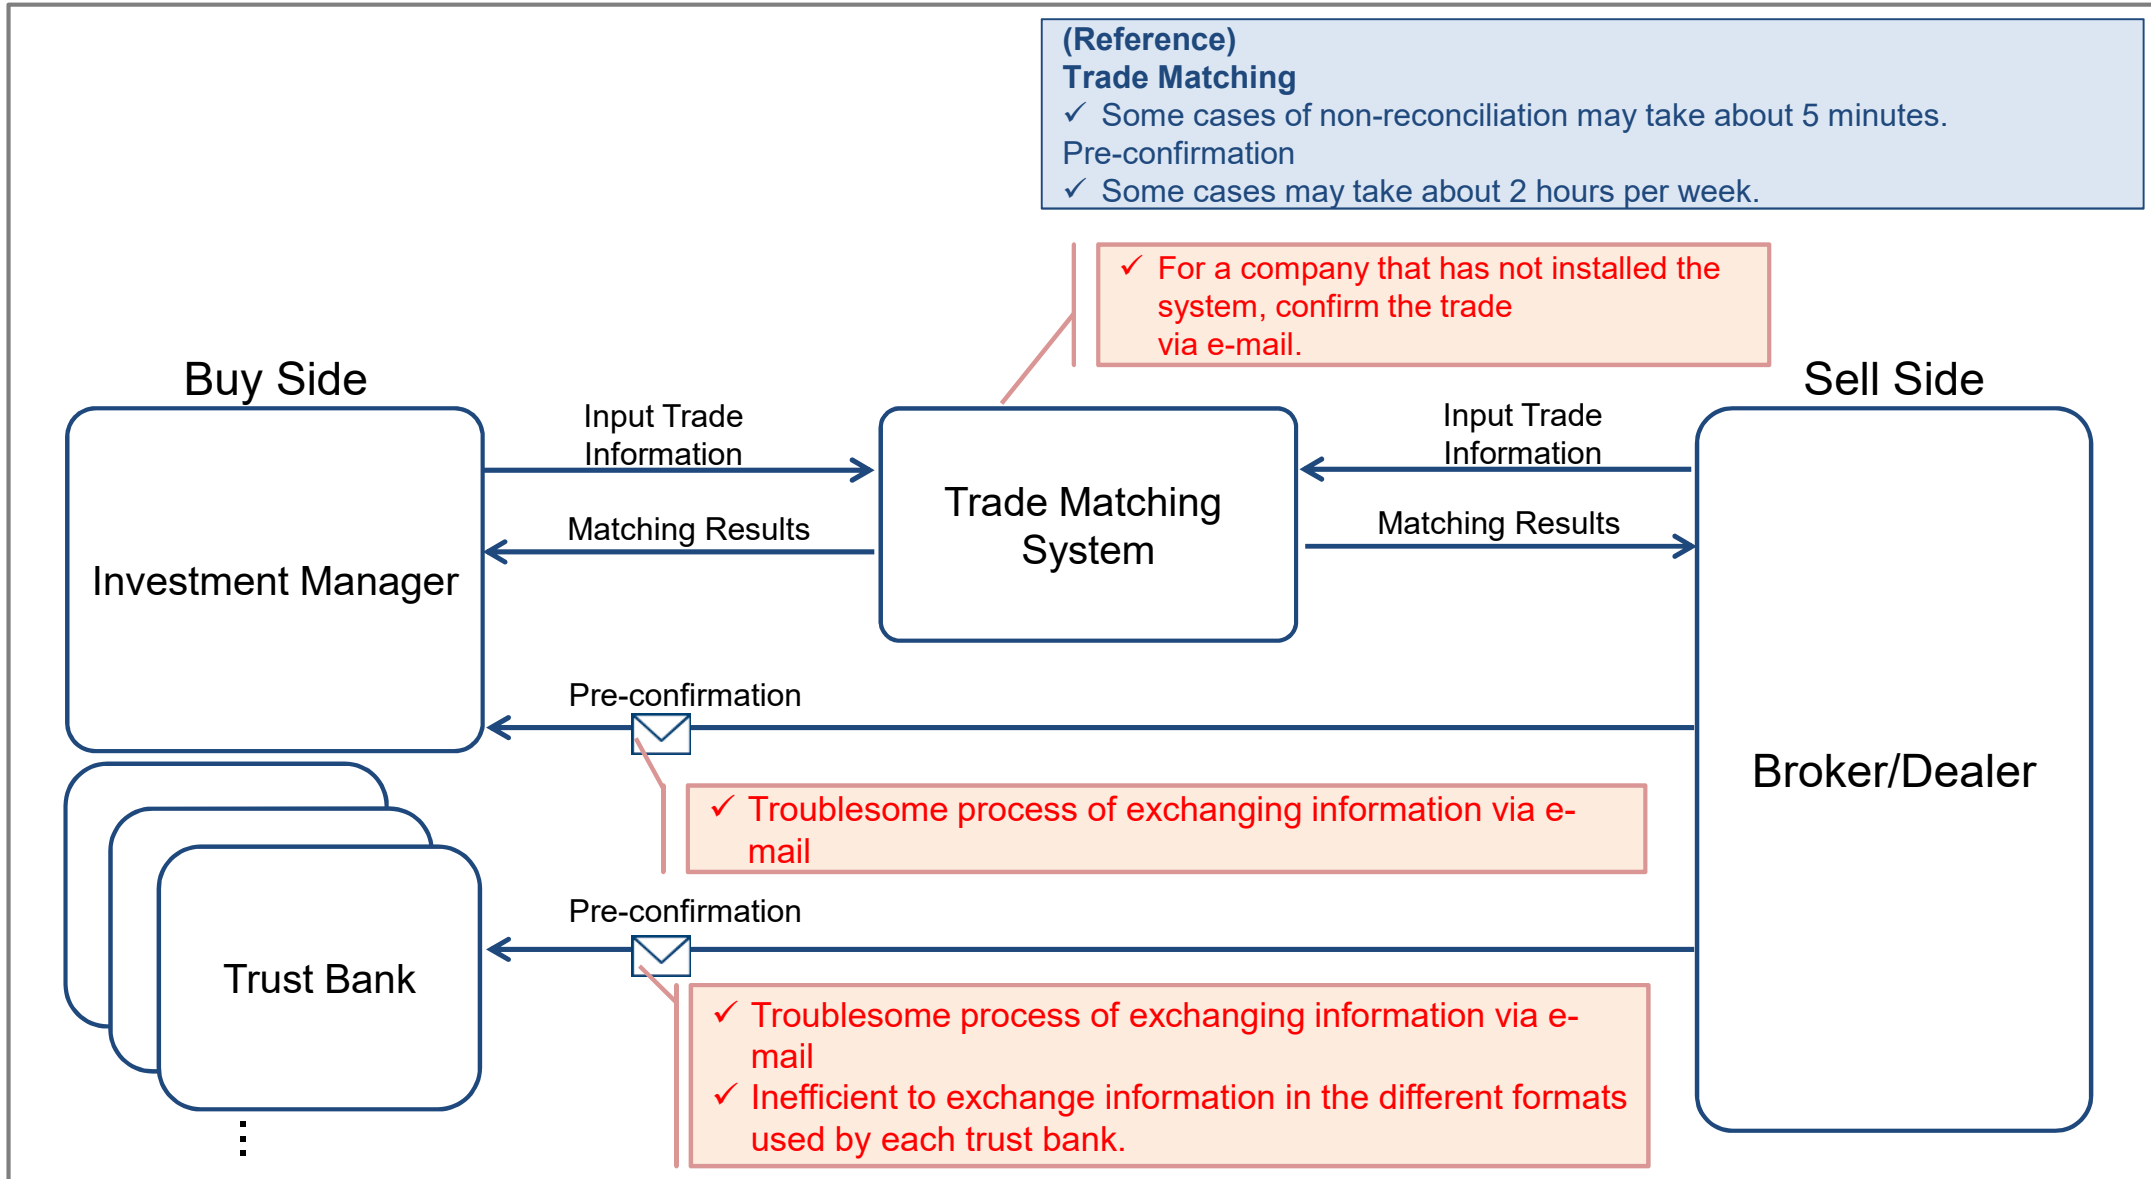 (Reference)
Trade Matching
✓ Some cases of non-reconciliation may take about 5 minutes.
Pre-confirmation
✓ Some cases may take about 2 hours per week.
✓ For a company that has not installed the
system, confirm the trade
via e-mail.
Buy Side
Sell Side
Input Trade
Information
Input Trade
Information
Trade Matching
System
Matching Results
Matching Results
Investment Manager
Pre-confirmation
Broker/Dealer
✓ Troublesome process of exchanging information via e-
mail
Pre-confirmation
Trust Bank
✓ Troublesome process of exchanging information via e-
mail
✓ Inefficient to exchange information in the different formats
used by each trust bank.
⋮